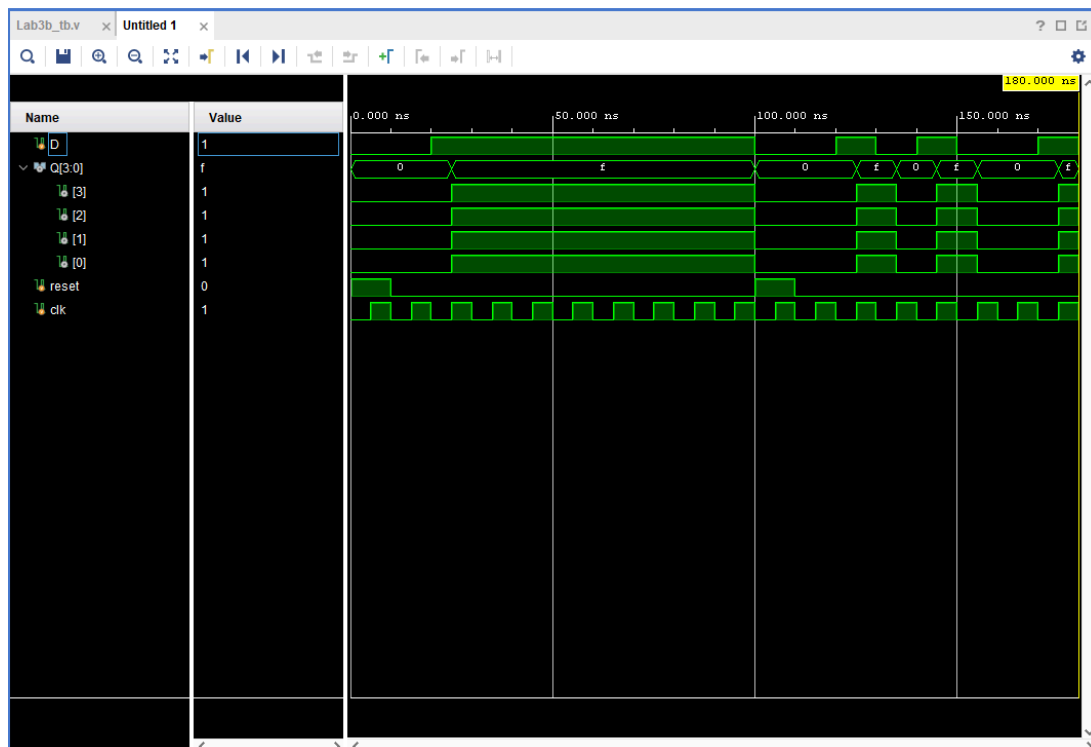 Lab3b_tb.v × Untitled 1 ×
?
180.000 ns
Name Value
0.000 ns 50.000 ns 100.000 ns 150.000 ns
D 1
Q[3:0] f 0 f 0 f 0 f 0 f
[3] 1
[2] 1
[1] 1
[0] 1
reset 0
clk 1